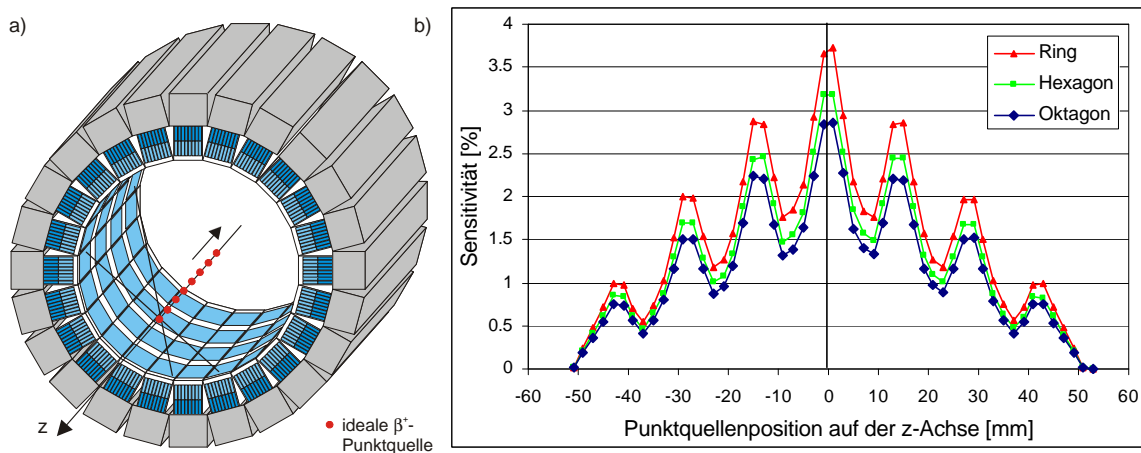 a)
z
ideale β⁺-
Punktquelle
b)
Sensitivität [%]
4
3.5
3
2.5
2
1.5
1
0.5
0
-60 -50 -40 -30 -20 -10 0 10 20 30 40 50 60
Punktquellenposition auf der z-Achse [mm]
Ring
Hexagon
Oktagon